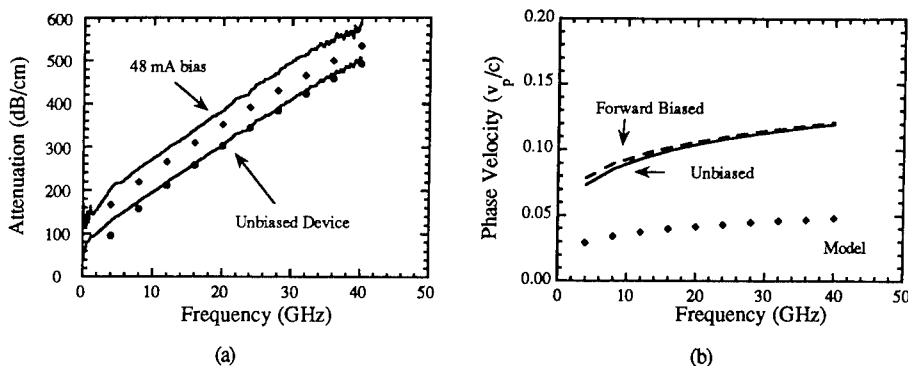 600
500
400
300
200
100
0
Attenuation (dB/cm)
48 mA bias
Unbiased Device
0
10
20
30
40
50
Frequency (GHz)
(a)
0.20
0.15
0.10
0.05
0.00
Phase Velocity (v_p/c)
Forward Biased
Unbiased
Model
0
10
20
30
40
50
Frequency (GHz)
(b)